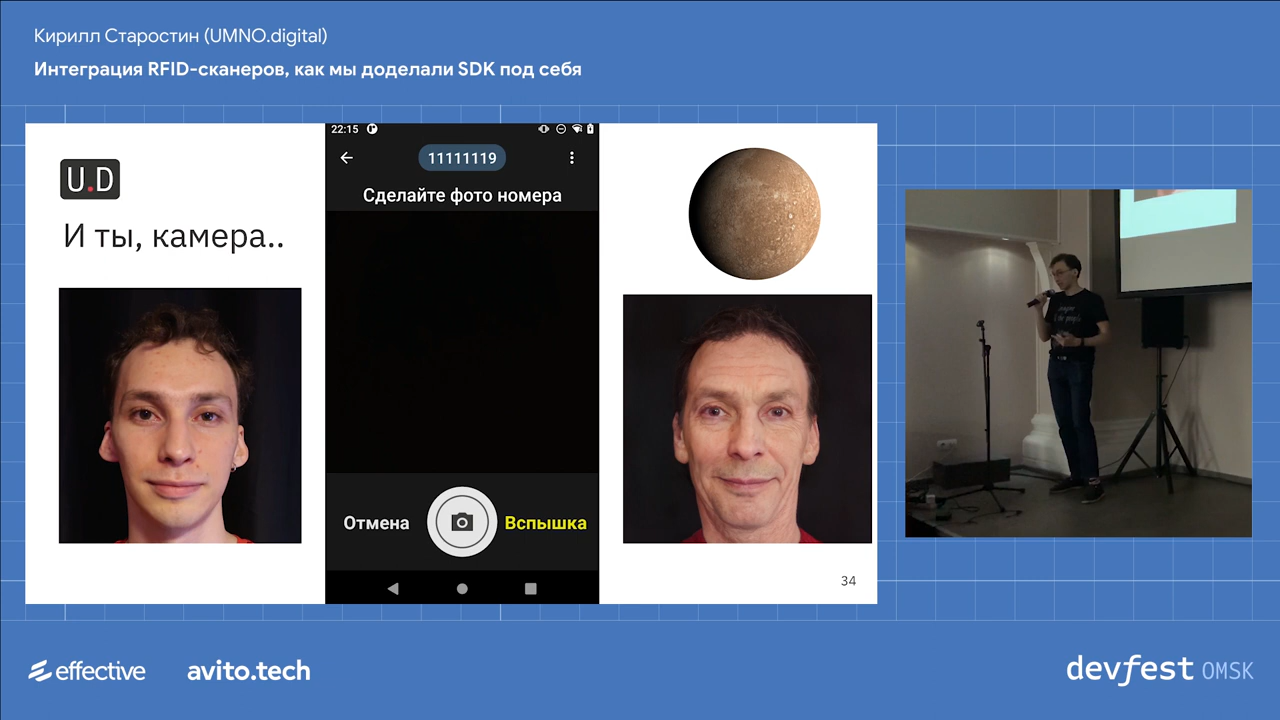 Кирилл Старостин (UMNO.digital)
Интеграция RFID-сканеров, как мы доделали SDK под себя
U.D
И ты, камера..
22:15
11111119
Сделайте фото номера
Отмена
Вспышка
34
effective
avito.tech
devfest OMSK